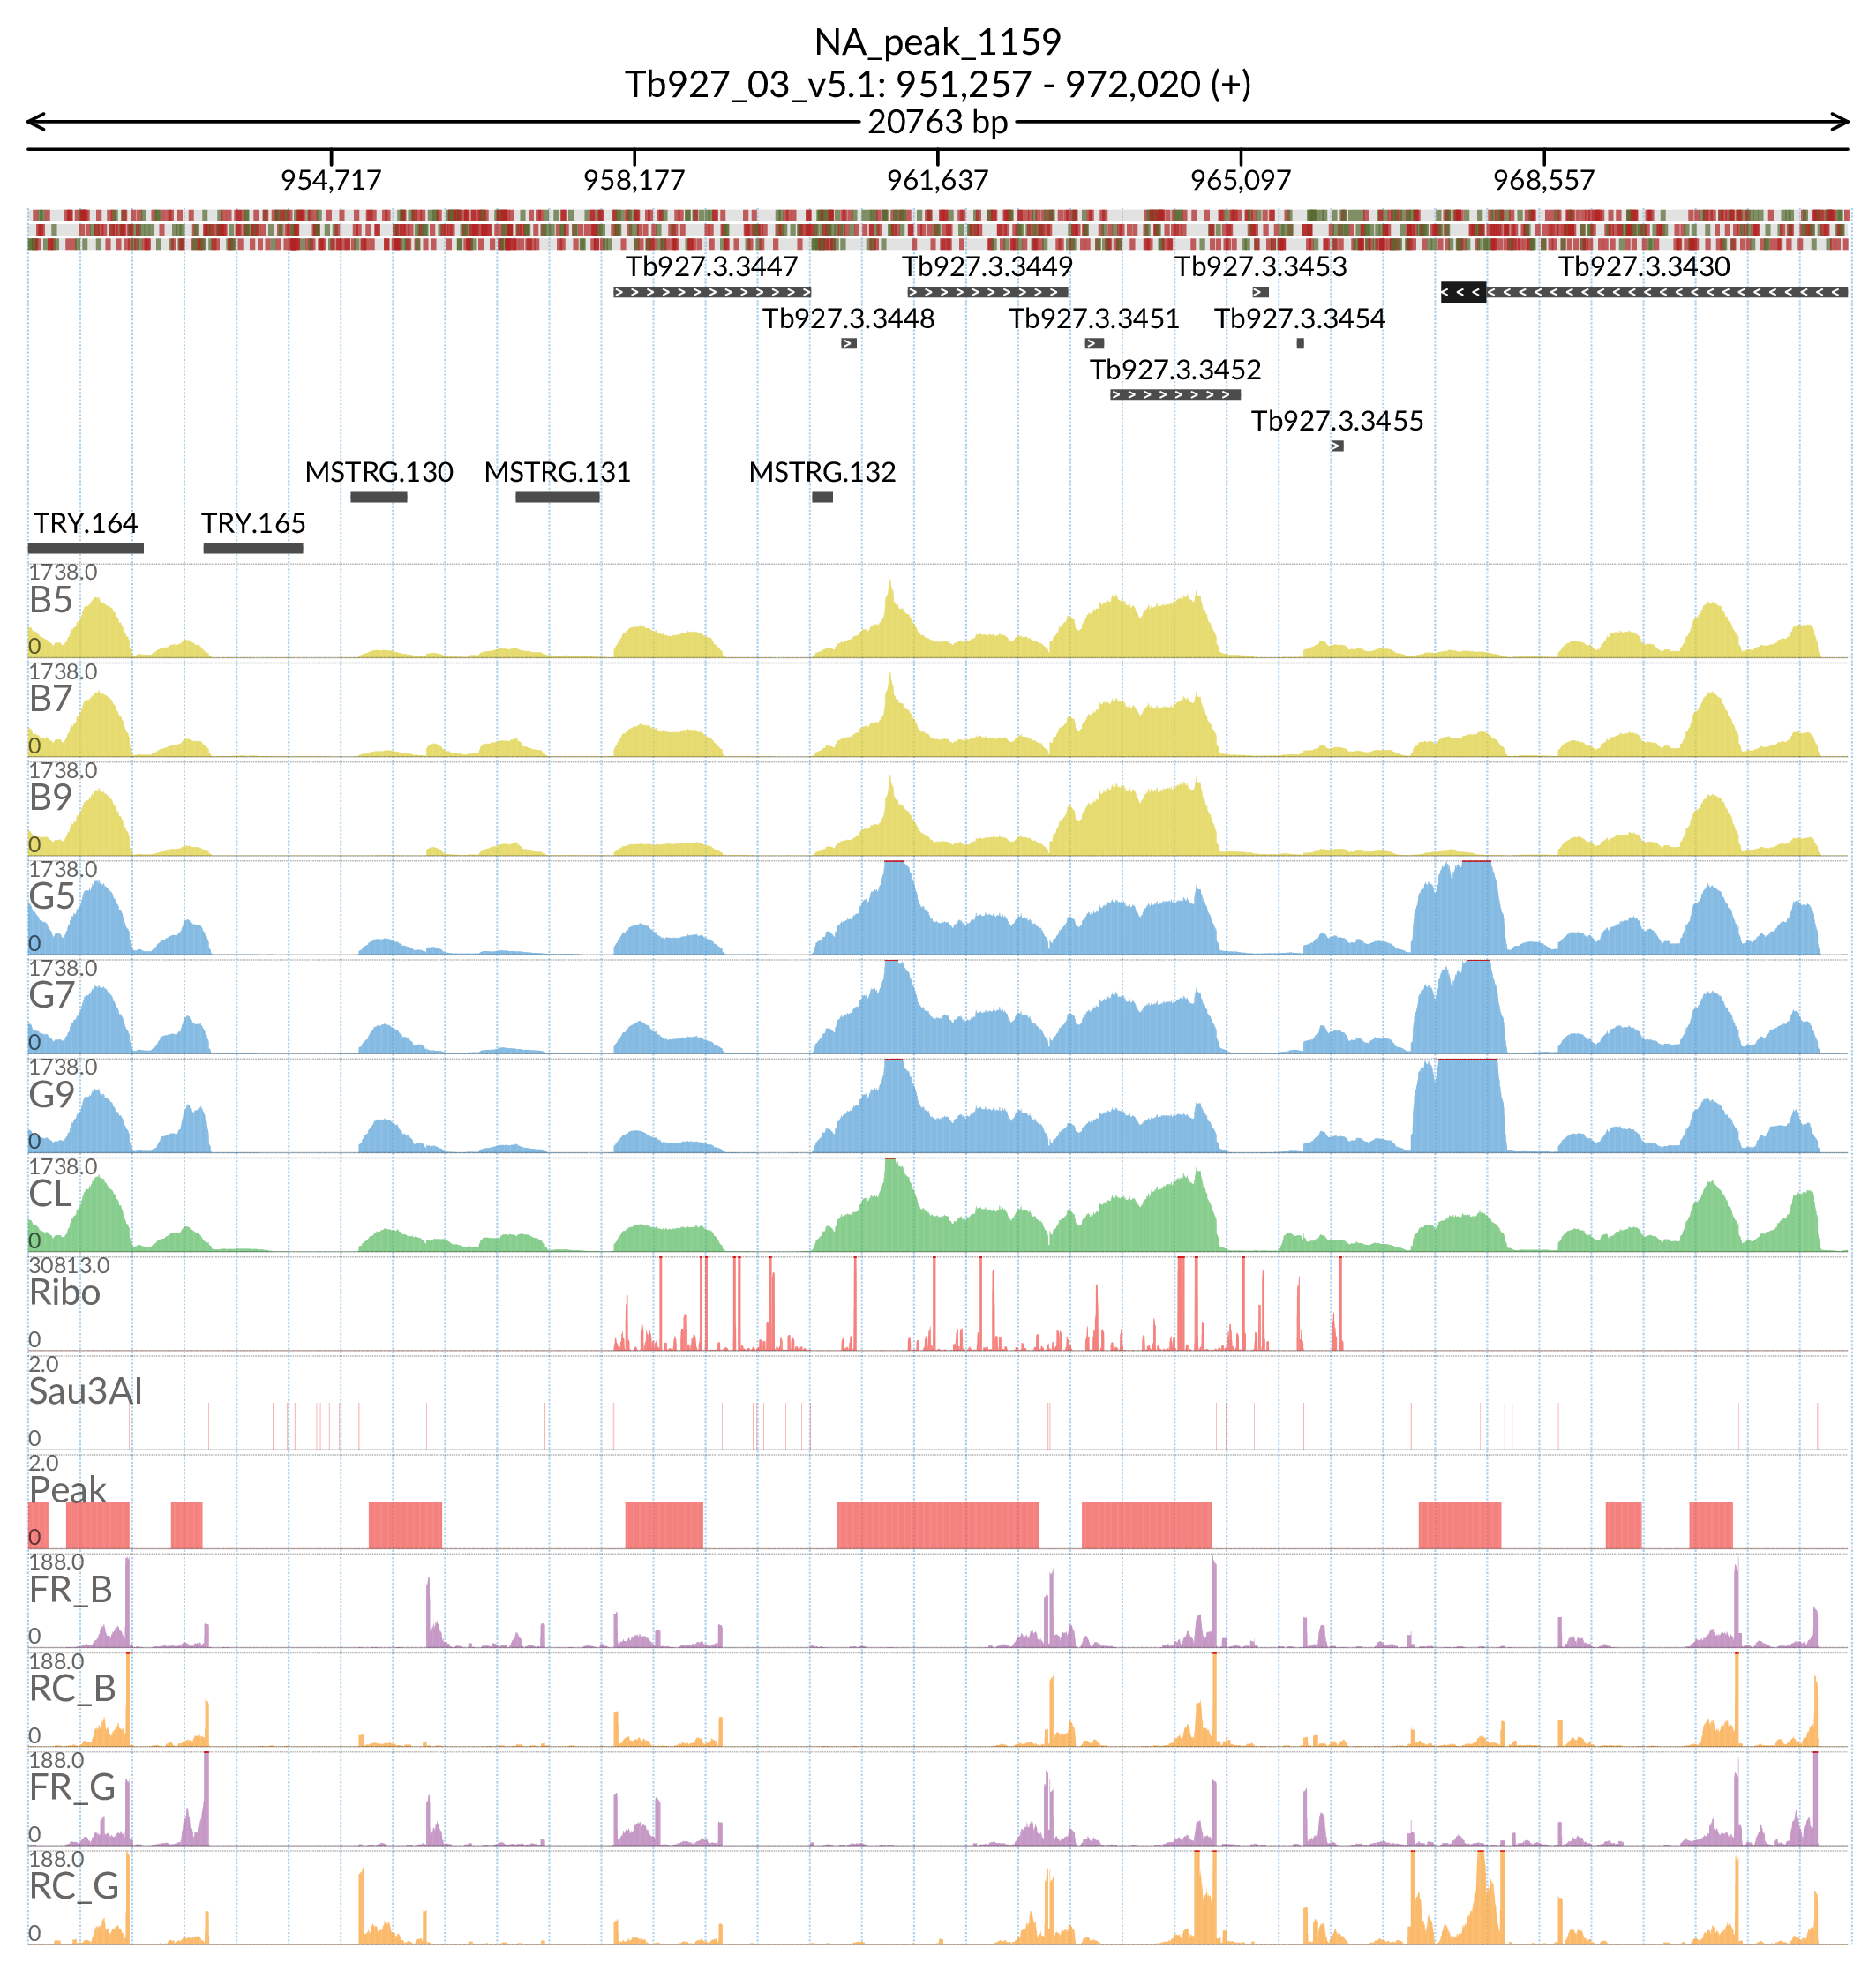 NA_peak_1159
Tb927_03_v5.1: 951,257 - 972,020 (+)
20763 bp
954,717 958,177 961,637 965,097 968,557
Tb927.3.3447 Tb927.3.3449 Tb927.3.3453 Tb927.3.3430
Tb927.3.3448 Tb927.3.3451 Tb927.3.3454
Tb927.3.3452
Tb927.3.3455
MSTRG.130 MSTRG.131 MSTRG.132
TRY.164 TRY.165
1738.0
B5
0
1738.0
B7
0
1738.0
B9
0
1738.0
G5
0
1738.0
G7
0
1738.0
G9
0
1738.0
CL
0
30813.0
Ribo
0
2.0
Sau3AI
0
2.0
Peak
0
188.0
FR_B
0
188.0
RC_B
0
188.0
FR_G
0
188.0
RC_G
0